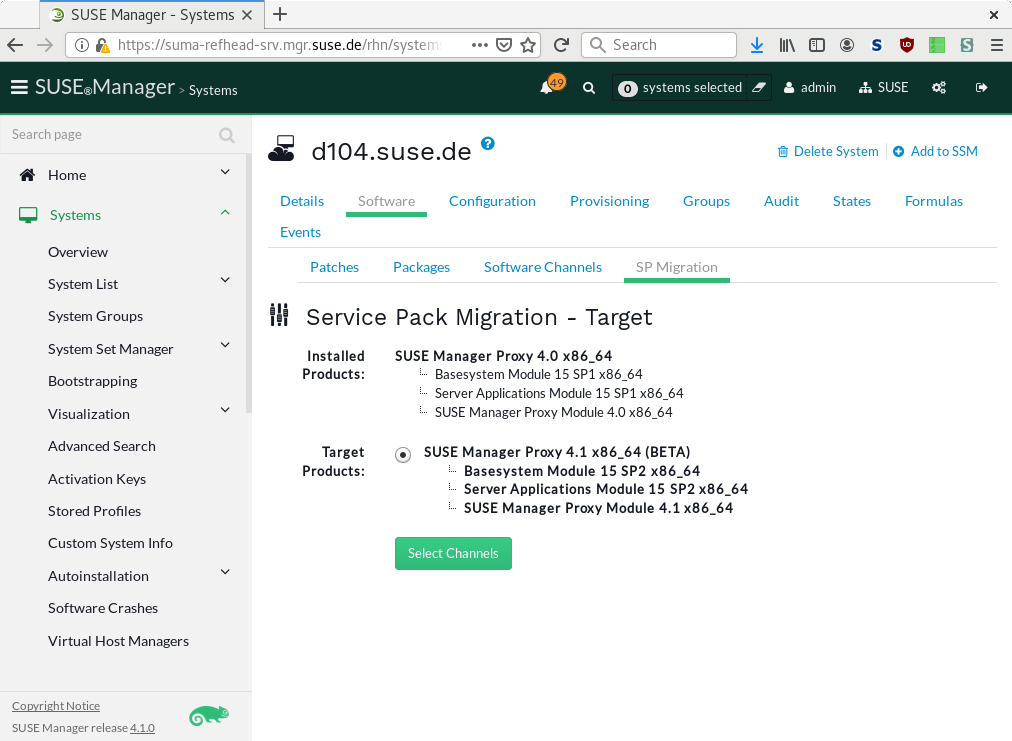 SUSE Manager - Systems
https://suma-refhead-srv.mgr.suse.de/rhn/systems
Search
SUSE®Manager > Systems
49
0 systems selected
admin
SUSE
Search page
Home
Systems
Overview
System List
System Groups
System Set Manager
Bootstrapping
Visualization
Advanced Search
Activation Keys
Stored Profiles
Custom System Info
Autoinstallation
Software Crashes
Virtual Host Managers
Copyright Notice
SUSE Manager release 4.1.0
d104.suse.de ?
Delete System
Add to SSM
Details Software Configuration Provisioning Groups Audit States Formulas
Events
Patches Packages Software Channels SP Migration
Service Pack Migration - Target
Installed Products:
SUSE Manager Proxy 4.0 x86_64
Basesystem Module 15 SP1 x86_64
Server Applications Module 15 SP1 x86_64
SUSE Manager Proxy Module 4.0 x86_64
Target Products:
SUSE Manager Proxy 4.1 x86_64 (BETA)
Basesystem Module 15 SP2 x86_64
Server Applications Module 15 SP2 x86_64
SUSE Manager Proxy Module 4.1 x86_64
Select Channels